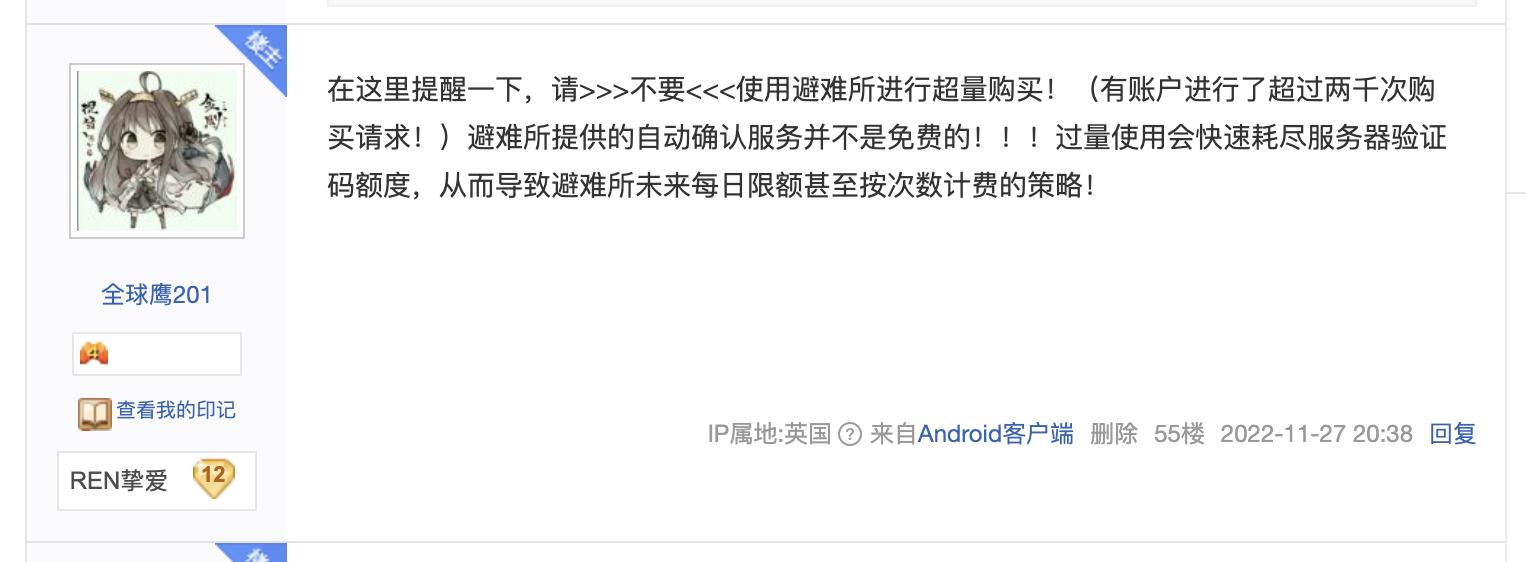 楼主
在这里提醒一下，请>>>不要<<<使用避难所进行超量购买！（有账户进行了超过两千次购
买请求！）避难所提供的自动确认服务并不是免费的！！！过量使用会快速耗尽服务器验证
码额度，从而导致避难所未来每日限额甚至按次数计费的策略！
全球鹰201
4
查看我的印记
REN挚爱 12
IP属地:英国 ? 来自Android客户端 删除 55楼 2022-11-27 20:38 回复